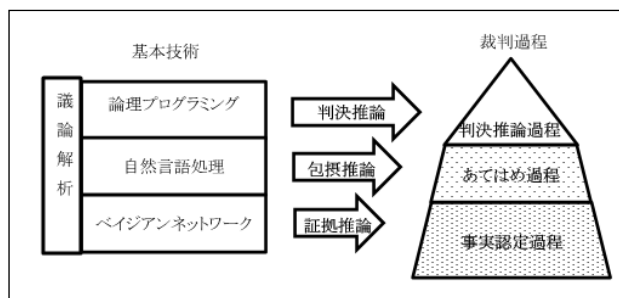 基本技術
裁判過程
議論解析
論理プログラミング
判決推論
判決推論過程
自然言語処理
包摂推論
あてはめ過程
ベイジアンネットワーク
証拠推論
事実認定過程